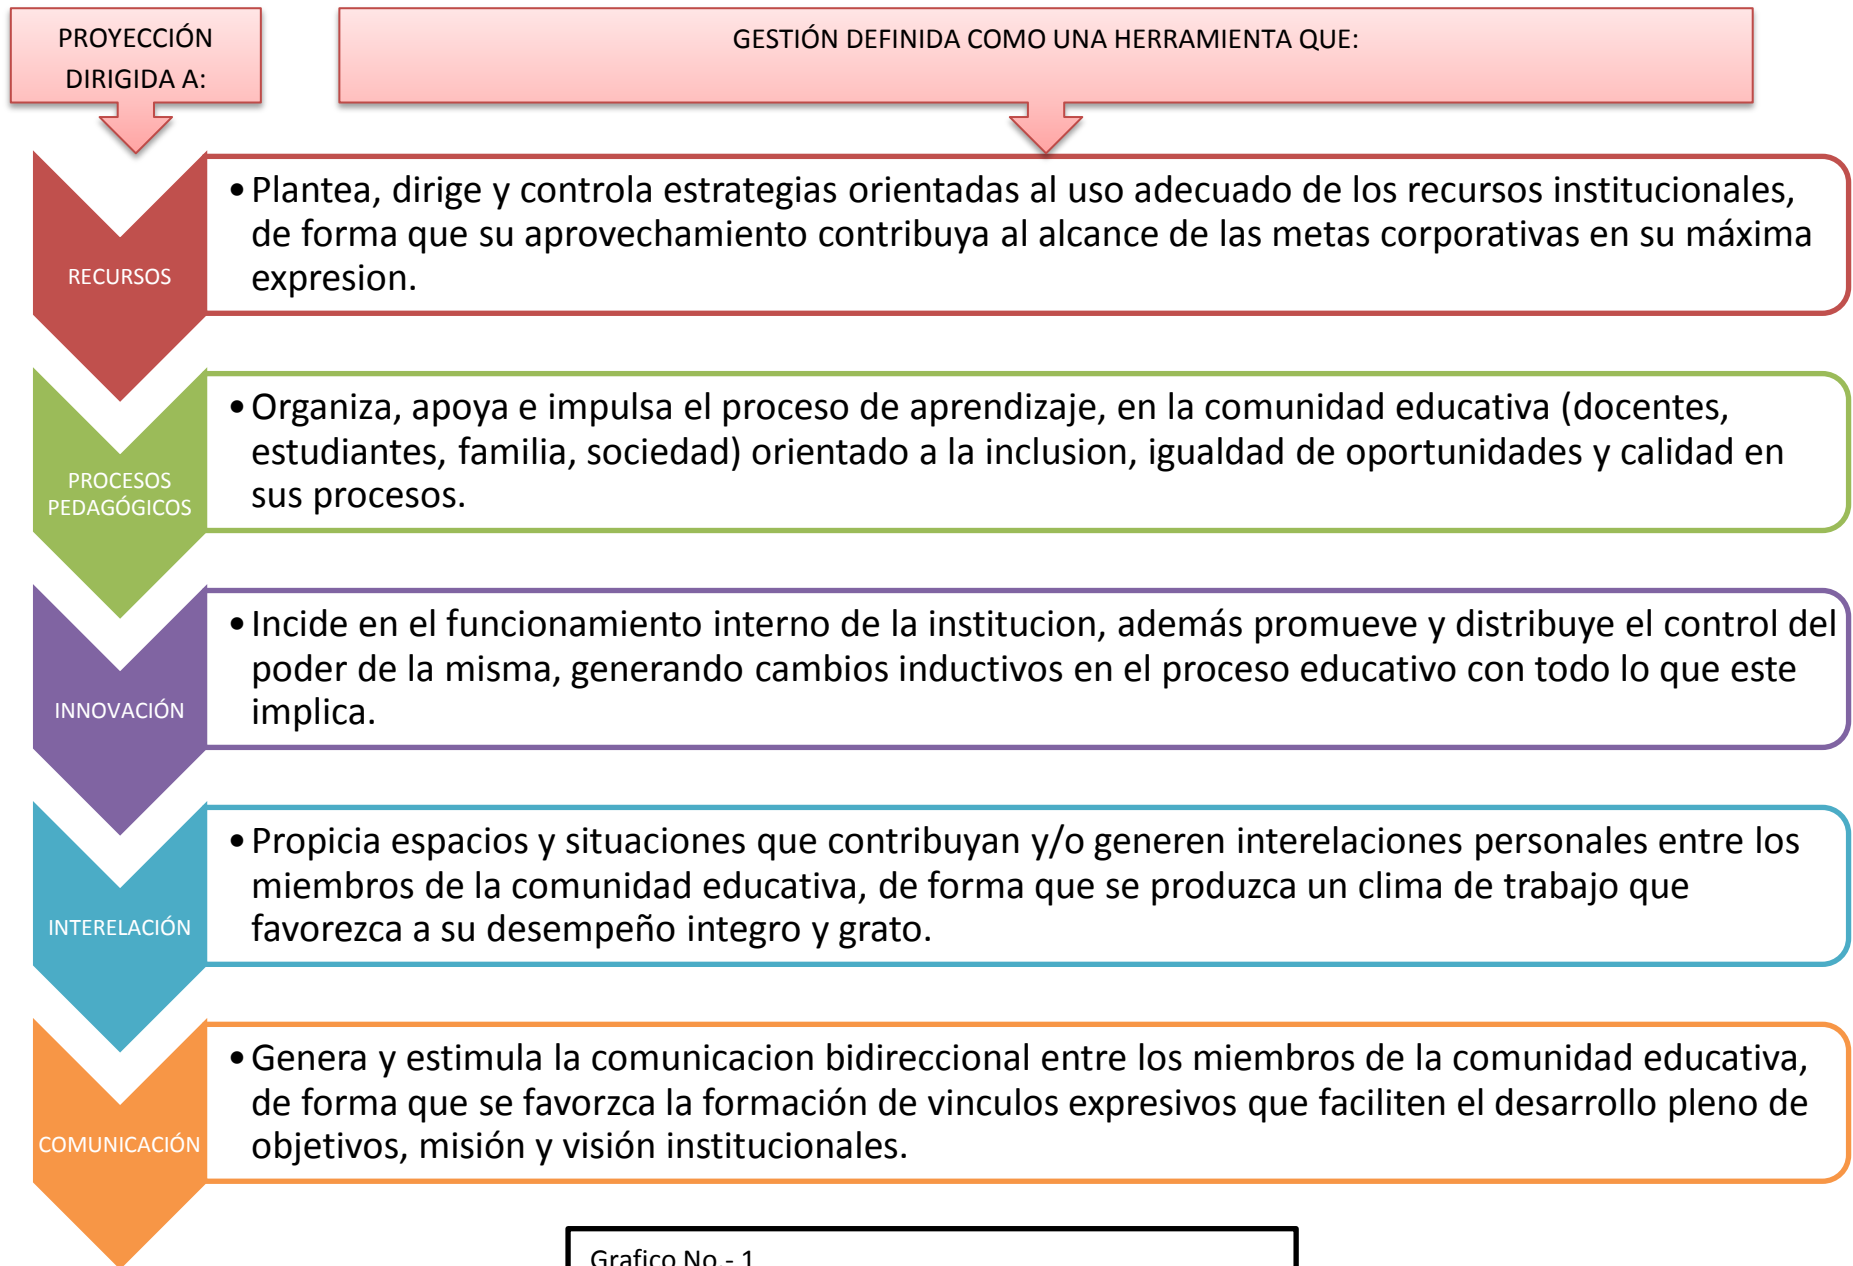 PROYECCIÓN
DIRIGIDA A:
GESTIÓN DEFINIDA COMO UNA HERRAMIENTA QUE:
RECURSOS
•Plantea, dirige y controla estrategias orientadas al uso adecuado de los recursos institucionales,
de forma que su aprovechamiento contribuya al alcance de las metas corporativas en su máxima
expresion.
PROCESOS
PEDAGÓGICOS
•Organiza, apoya e impulsa el proceso de aprendizaje, en la comunidad educativa (docentes,
estudiantes, familia, sociedad) orientado a la inclusion, igualdad de oportunidades y calidad en
sus procesos.
INNOVACIÓN
•Incide en el funcionamiento interno de la institucion, además promueve y distribuye el control del
poder de la misma, generando cambios inductivos en el proceso educativo con todo lo que este
implica.
INTERELACIÓN
•Propicia espacios y situaciones que contribuyan y/o generen interelaciones personales entre los
miembros de la comunidad educativa, de forma que se produzca un clima de trabajo que
favorezca a su desempeño integro y grato.
COMUNICACIÓN
•Genera y estimula la comunicacion bidireccional entre los miembros de la comunidad educativa,
de forma que se favorzca la formación de vinculos expresivos que faciliten el desarrollo pleno de
objetivos, misión y visión institucionales.
Grafico No.- 1